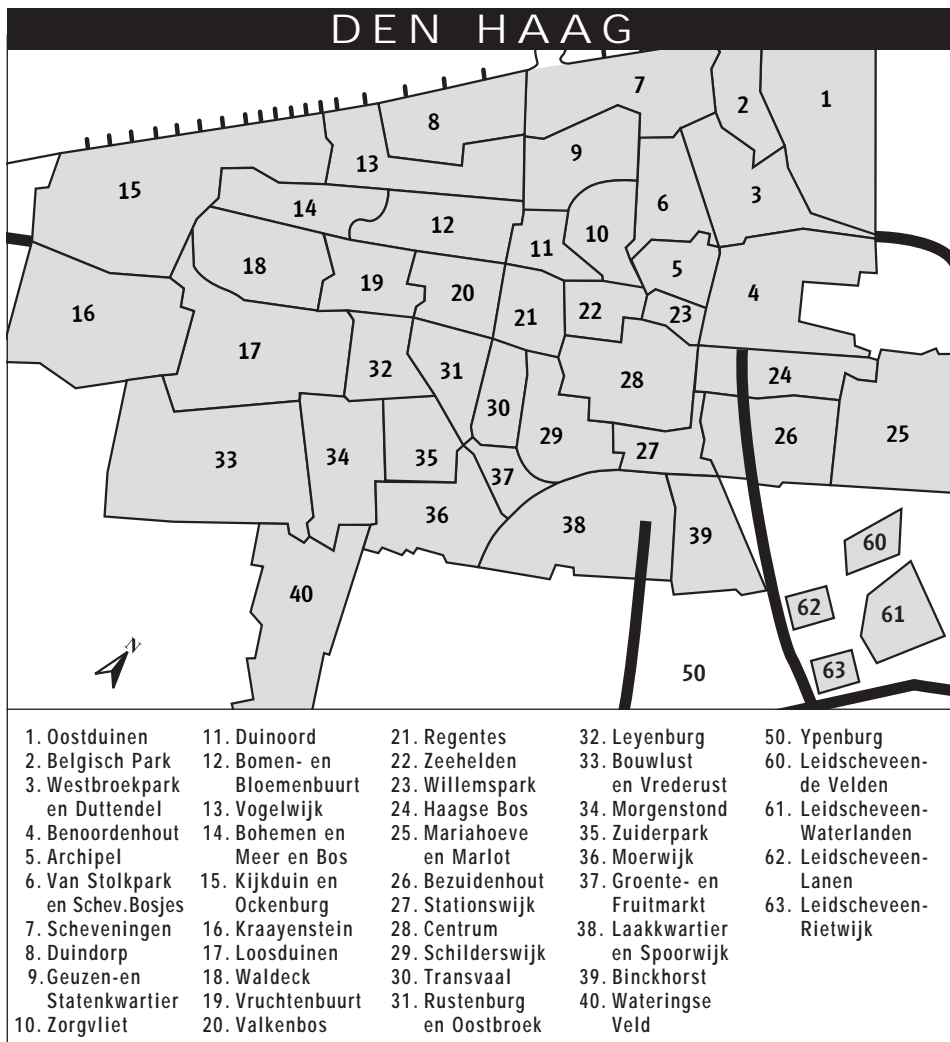 DEN HAAG
7
2
1
8
9
13
15
3
6
14
12
10
11
5
18
19
4
20
16
22
23
21
17
32
31
28
24
30
29
26
25
27
33
34
35
37
36
38
39
60
40
62
61
N
50
63
1. Oostduinen
2. Belgisch Park
3. Westbroekpark
en Duttendel
4. Benoordenhout
5. Archipel
6. Van Stolkpark
en Schev.Bosjes
7. Scheveningen
8. Duindorp
9. Geuzen-en
Statenkwartier
10. Zorgvliet
11. Duinoord
12. Bomen- en
Bloemenbuurt
13. Vogelwijk
14. Bohemen en
Meer en Bos
15. Kijkduin en
Ockenburg
16. Kraayenstein
17. Loosduinen
18. Waldeck
19. Vruchtenbuurt
20. Valkenbos
21. Regentes
22. Zeehelden
23. Willemspark
24. Haagse Bos
25. Mariahoeve
en Marlot
26. Bezuidenhout
27. Stationswijk
28. Centrum
29. Schilderswijk
30. Transvaal
31. Rustenburg
en Oostbroek
32. Leyenburg
33. Bouwlust
en Vrederust
34. Morgenstond
35. Zuiderpark
36. Moerwijk
37. Groente- en
Fruitmarkt
38. Laakkwartier
en Spoorwijk
39. Binckhorst
40. Wateringse
Veld
50. Ypenburg
60. Leidscheveen-
de Velden
61. Leidscheveen-
Waterlanden
62. Leidscheveen-
Lanen
63. Leidscheveen-
Rietwijk